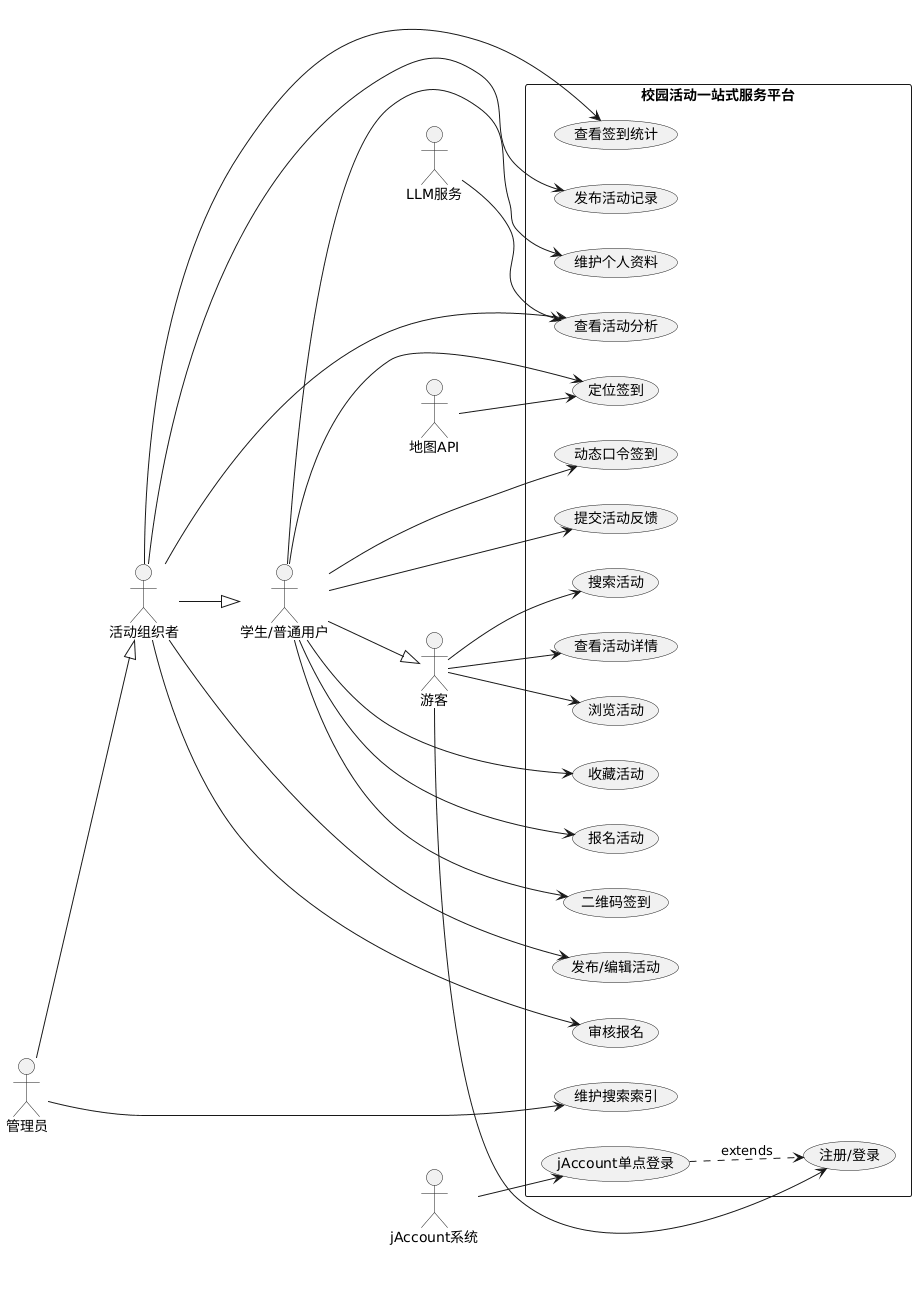 校园活动一站式服务平台
查看签到统计
LLM服务
发布活动记录
维护个人资料
查看活动分析
定位签到
地图API
动态口令签到
提交活动反馈
搜索活动
活动组织者
学生/普通用户
查看活动详情
游客
浏览活动
收藏活动
报名活动
二维码签到
发布/编辑活动
审核报名
维护搜索索引
管理员
extends
注册/登录
jAccount单点登录
jAccount系统